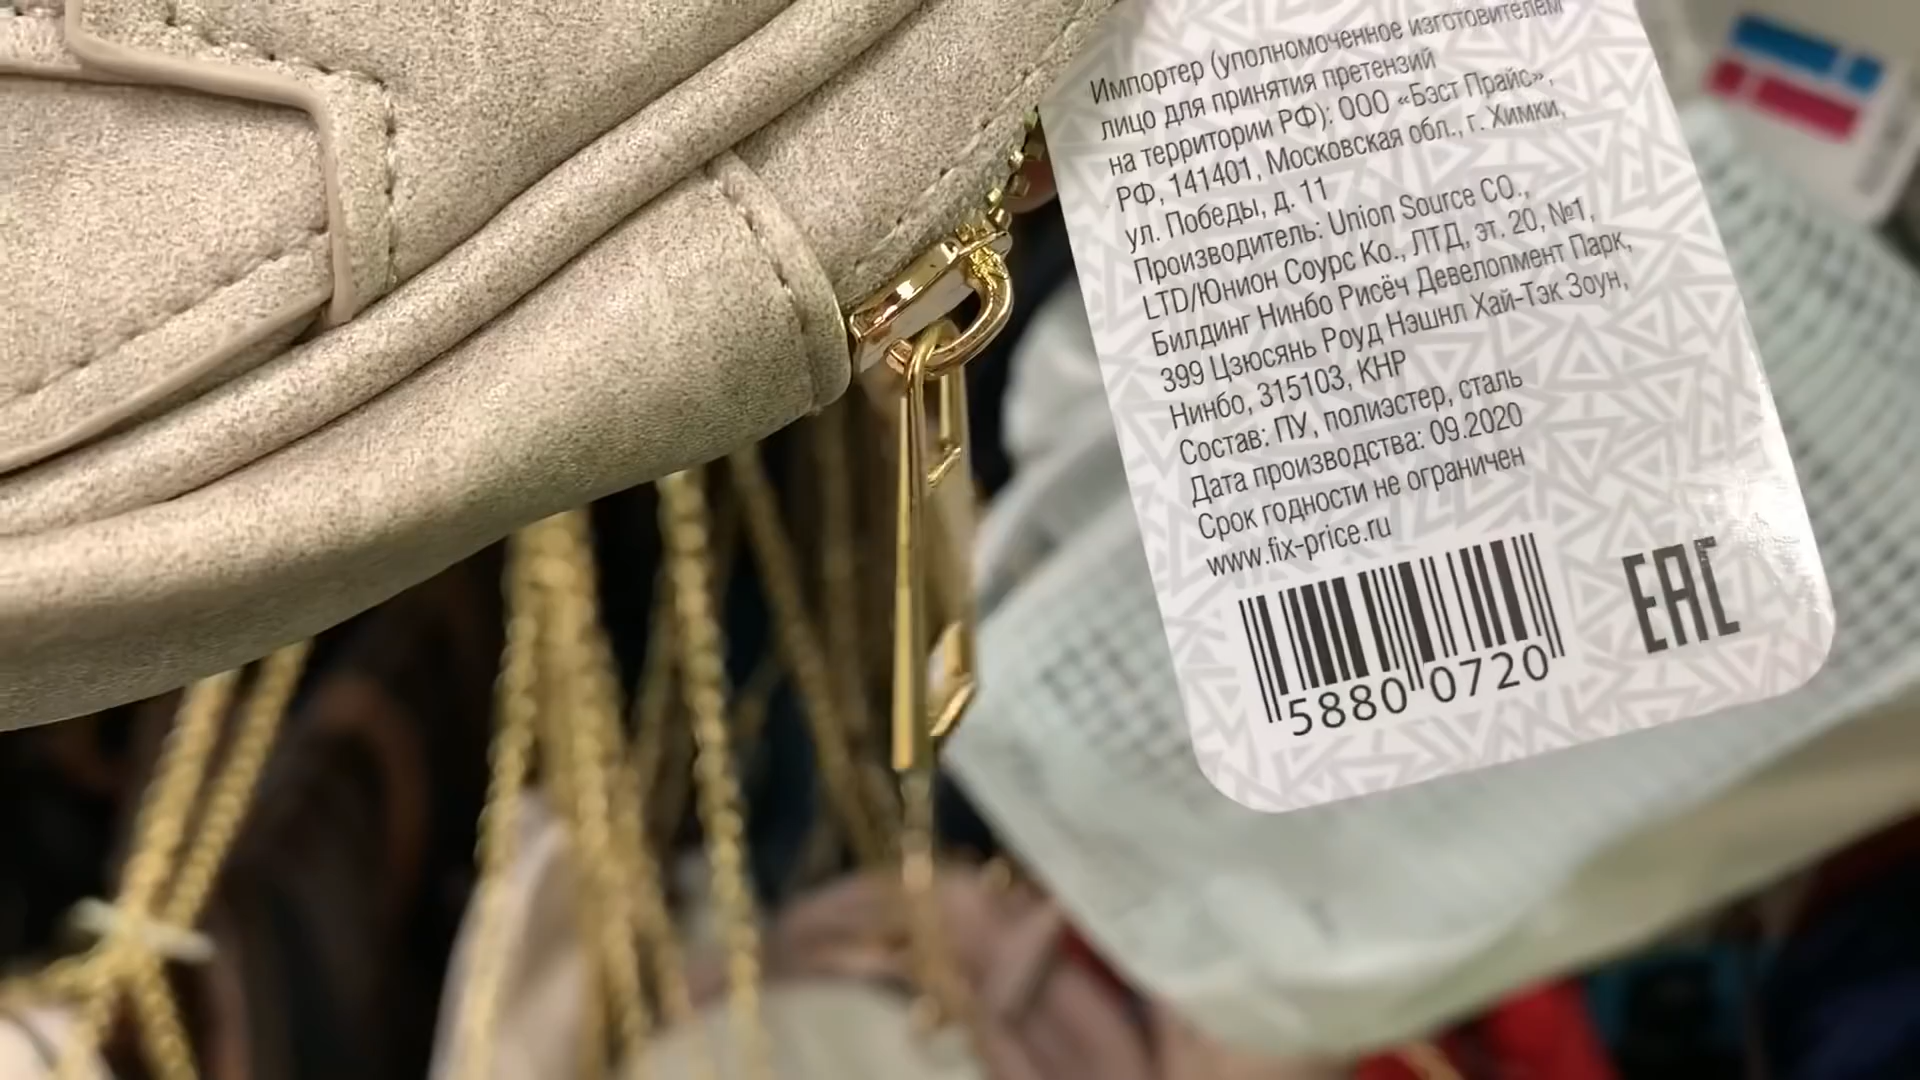 Импортер (уполномоченное изготовителем
лицо для принятия претензий
на территории РФ): ООО «Бэст Прайс»,
РФ, 141401, Московская обл., г. Химки,
ул. Победы, д. 11
Производитель: Union Source CO.,
LTD/Юнион Соурс Ко., ЛТД, эт. 20, №1,
Билдинг Нинбо Рисёч Девелопмент Парк,
399 Цзюсянь Роуд Нэшнл Хай-Тэк Зоун,
Нинбо, 315103, КНР
Состав: ПУ, полиэстер, сталь
Дата производства: 09.2020
Срок годности не ограничен
www.fix-price.ru
5880 0720
EAC